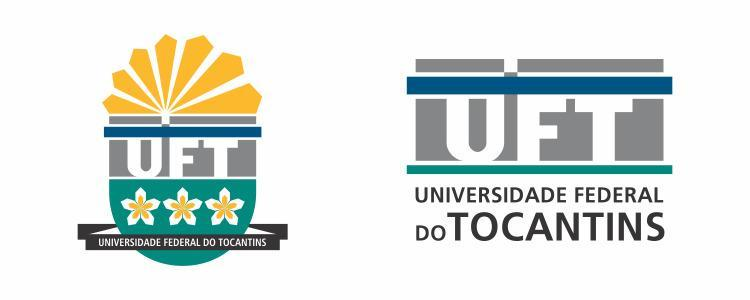 UFT
UNIVERSIDADE FEDERAL DO TOCANTINS
UFT
UNIVERSIDADE FEDERAL
DO TOCANTINS